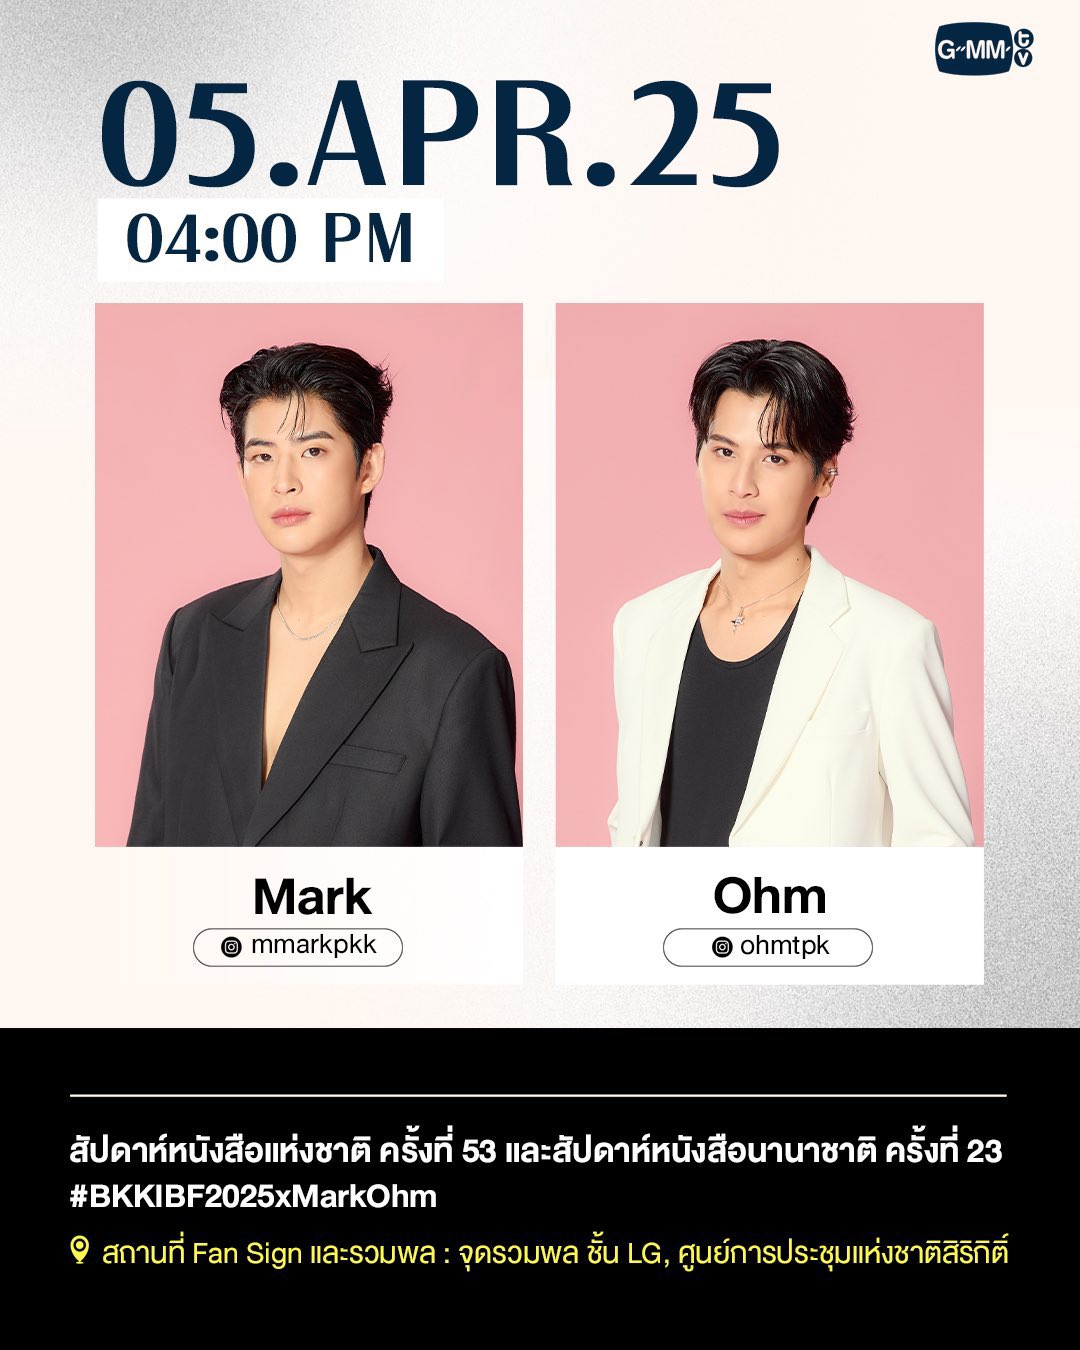 G-MM-tv
05.APR.25
04:00 PM
Mark
mmarkpkk
Ohm
ohmtpk
สัปดาห์หนังสือแห่งชาติ ครั้งที่ 53 และสัปดาห์หนังสือนานาชาติ ครั้งที่ 23
#BKKIBF2025xMarkOhm
สถานที่ Fan Sign และรวมพล : จุดรวมพล ชั้น LG, ศูนย์การประชุมแห่งชาติสิริกิติ์